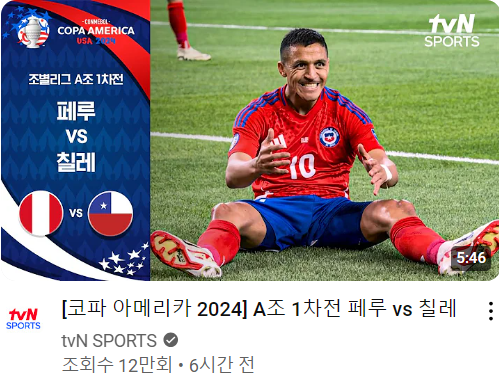 CONMEBOL
COPA AMERICA
USA 2024
tvN
SPORTS
조별리그 A조 1차전
페루
VS
칠레
VS
10
5:46
tvN
SPORTS
[코파 아메리카 2024] A조 1차전 페루 vs 칠레
tvN SPORTS
조회수 12만회 • 6시간 전